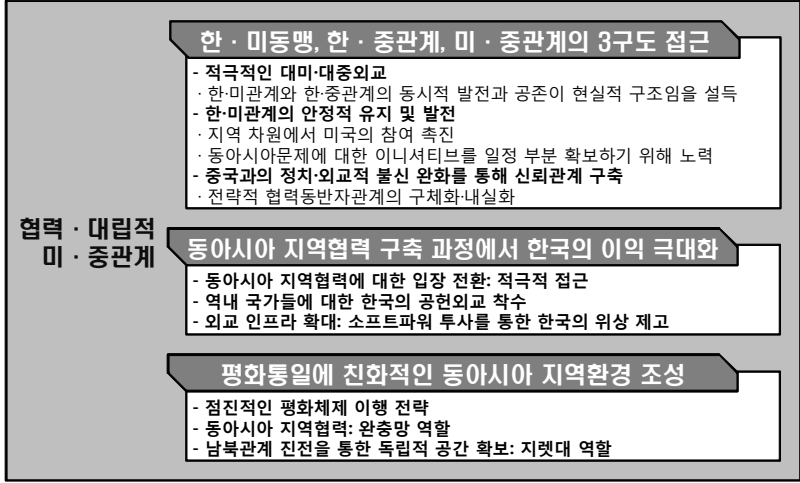 협력 · 대립적
미 · 중관계
한 · 미동맹, 한 · 중관계, 미 · 중관계의 3구도 접근
- 적극적인 대미·대중외교
· 한·미관계와 한·중관계의 동시적 발전과 공존이 현실적 구조임을 설득
- 한·미관계의 안정적 유지 및 발전
· 지역 차원에서 미국의 참여 촉진
· 동아시아문제에 대한 이니셔티브를 일정 부분 확보하기 위해 노력
- 중국과의 정치·외교적 불신 완화를 통해 신뢰관계 구축
· 전략적 협력동반자관계의 구체화·내실화
동아시아 지역협력 구축 과정에서 한국의 이익 극대화
- 동아시아 지역협력에 대한 입장 전환: 적극적 접근
- 역내 국가들에 대한 한국의 공헌외교 착수
- 외교 인프라 확대: 소프트파워 투사를 통한 한국의 위상 제고
평화통일에 친화적인 동아시아 지역환경 조성
- 점진적인 평화체제 이행 전략
- 동아시아 지역협력: 완충망 역할
- 남북관계 진전을 통한 독립적 공간 확보: 지렛대 역할